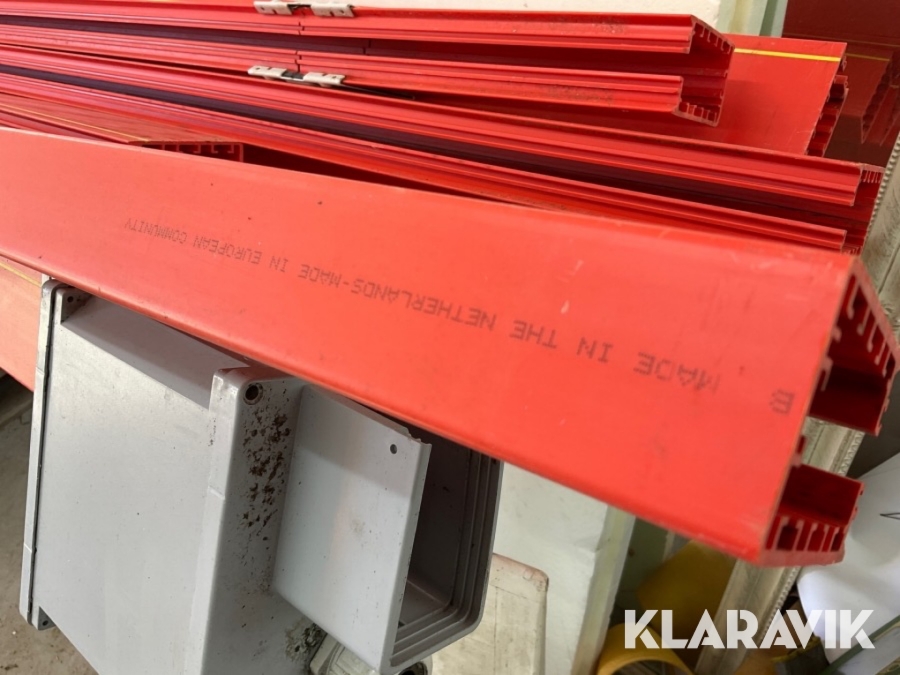 B MADE IN THE NETHERLANDS-MADE IN EUROPEAN COMMUNITY
KLARAVIK